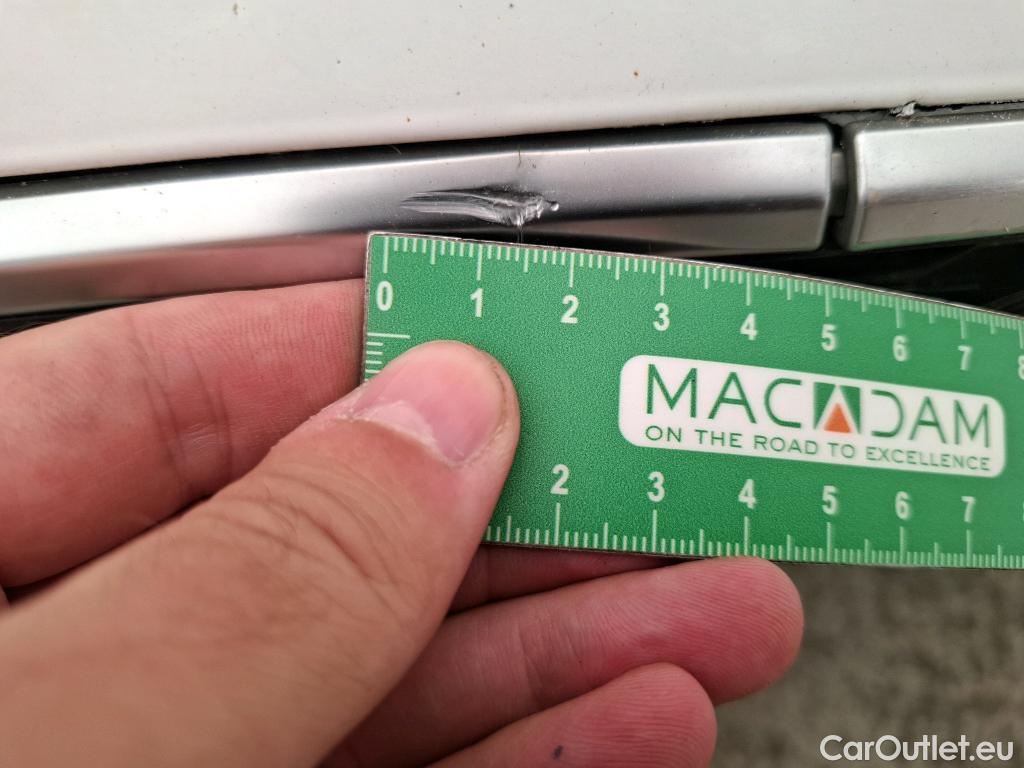 0 1 2 3 4 5 6 7 8
MACADAM
ON THE ROAD TO EXCELLENCE
2 3 4 5 6 7
CarOutlet.eu